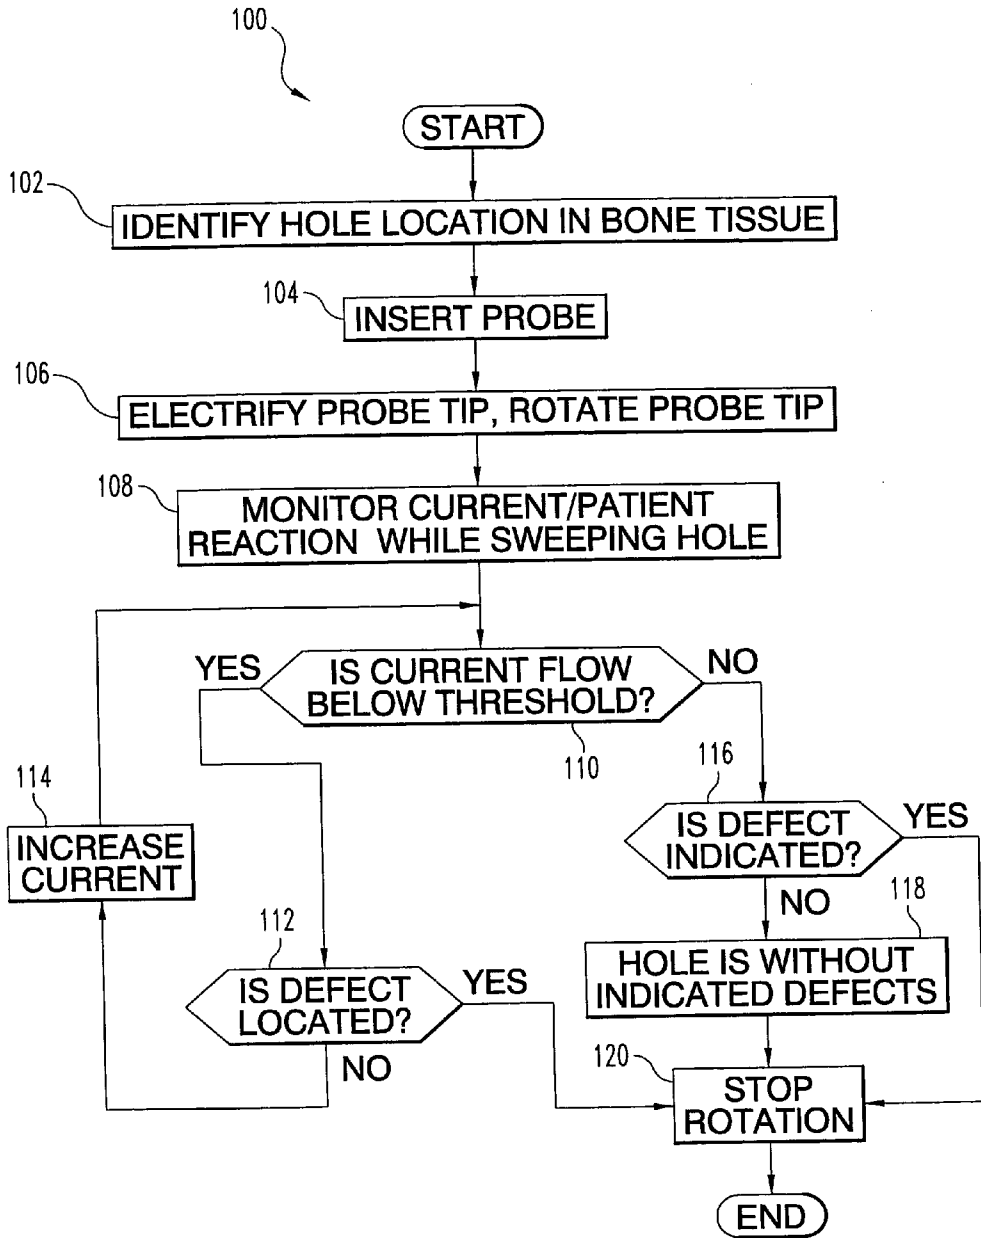 100
START
102
IDENTIFY HOLE LOCATION IN BONE TISSUE
104
INSERT PROBE
106
ELECTRIFY PROBE TIP, ROTATE PROBE TIP
108
MONITOR CURRENT/PATIENT
REACTION WHILE SWEEPING HOLE
YES
IS CURRENT FLOW
BELOW THRESHOLD?
NO
110
114
INCREASE
CURRENT
116
IS DEFECT
INDICATED?
YES
NO
118
HOLE IS WITHOUT
INDICATED DEFECTS
112
IS DEFECT
LOCATED?
YES
NO
120
STOP
ROTATION
END